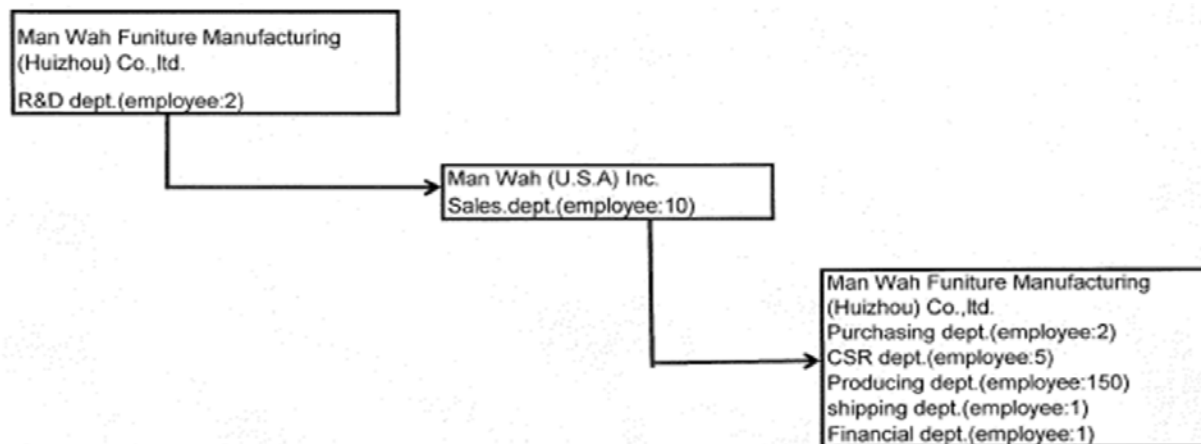 Man Wah Funiture Manufacturing
(Huizhou) Co.,ltd.
R&D dept.(employee:2)
Man Wah (U.S.A) Inc.
Sales.dept.(employee:10)
Man Wah Funiture Manufacturing
(Huizhou) Co.,ltd.
Purchasing dept.(employee:2)
CSR dept.(employee:5)
Producing dept.(employee:150)
shipping dept.(employee:1)
Financial dept.(employee:1)